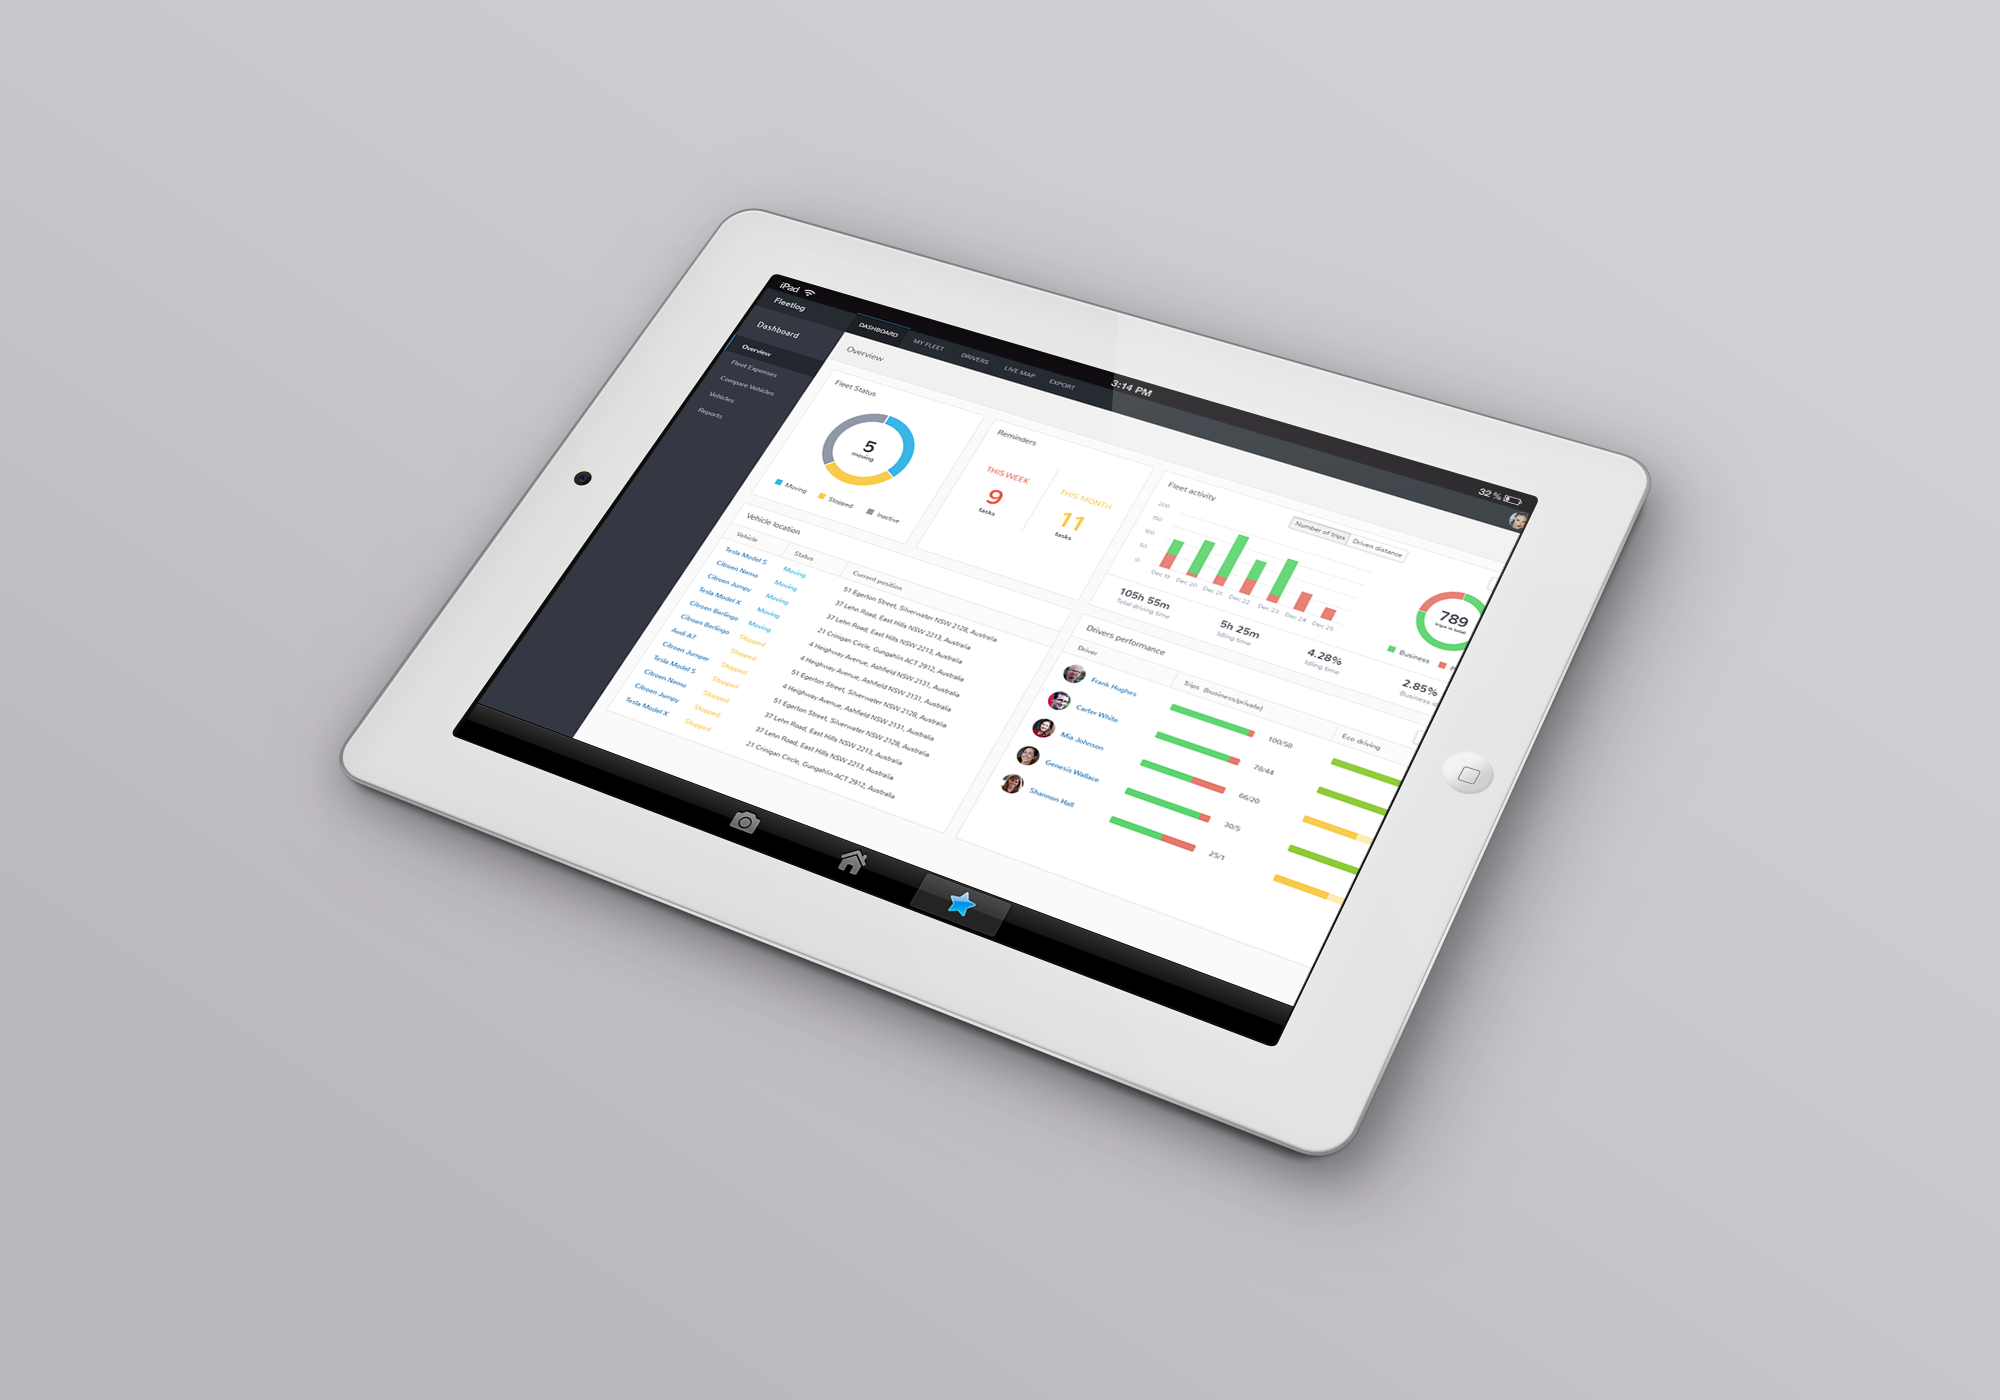 iPad
3:14 PM
32 %
Fleetlog
DASHBOARD
MY FLEET
DRIVERS
LIVE MAP
EXPORT
Dashboard
Overview
Fleet Expenses
Compare Vehicles
Vehicles
Reports
Overview
Fleet Status
5
moving
Moving
Stopped
Inactive
Reminders
THIS WEEK
9
tasks
THIS MONTH
11
tasks
Fleet activity
Number of trips
Driven distance
200
150
100
50
0
Dec 19
Dec 20
Dec 21
Dec 22
Dec 23
Dec 24
Dec 25
789
trips in total
Business
105h 55m
Total driving time
5h 25m
Idling time
4.28%
Idling time
2.85%
Business
Vehicle location
Vehicle Status Current position
Tesla Model S Moving 51 Egerton Street, Silverwater NSW 2128, Australia
Citroen Nemo Moving 37 Lehn Road, East Hills NSW 2213, Australia
Citroen Jumpy Moving 37 Lehn Road, East Hills NSW 2213, Australia
Tesla Model X Moving 21 Crinigan Circle, Gungahlin ACT 2912, Australia
Citroen Berlingo Moving 4 Heighway Avenue, Ashfield NSW 2131, Australia
Citroen Berlingo Stopped 4 Heighway Avenue, Ashfield NSW 2131, Australia
Audi A7 Stopped 51 Egerton Street, Silverwater NSW 2128, Australia
Citroen Jumper Stopped 4 Heighway Avenue, Ashfield NSW 2131, Australia
Tesla Model S Stopped 51 Egerton Street, Silverwater NSW 2128, Australia
Citroen Nemo Stopped 37 Lehn Road, East Hills NSW 2213, Australia
Citroen Jumpy Stopped 37 Lehn Road, East Hills NSW 2213, Australia
Tesla Model X Stopped 21 Crinigan Circle, Gungahlin ACT 2912, Australia
Drivers performance
Driver Trips (business/private) Eco driving
Frank Hughes 100/58
Carter White 78/44
Mia Johnson 66/20
Genesis Wallace 30/5
Shannon Hall 25/1